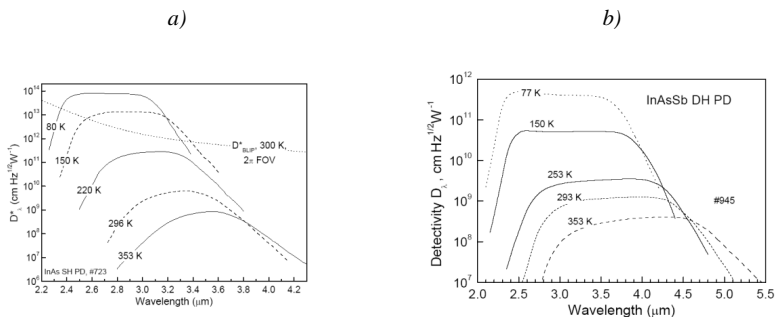 a)
b)
10^14
10^13
10^12
10^11
10^10
10^9
10^8
10^7
10^6
D*λ (cm Hz^1/2W^-1)
80 K
150 K
220 K
296 K
353 K
D*BLIP, 300 K,
2π FOV
InAs SH PD, #723
2.2 2.4 2.6 2.8 3.0 3.2 3.4 3.6 3.8 4.0 4.2
Wavelength (μm)
10^12
10^11
10^10
10^9
10^8
10^7
Detectivity Dλ , cm Hz^1/2W^-1
InAsSb DH PD
77 K
150 K
253 K
293 K
353 K
#945
2.0 2.5 3.0 3.5 4.0 4.5 5.0 5.5
Wavelength (μm)